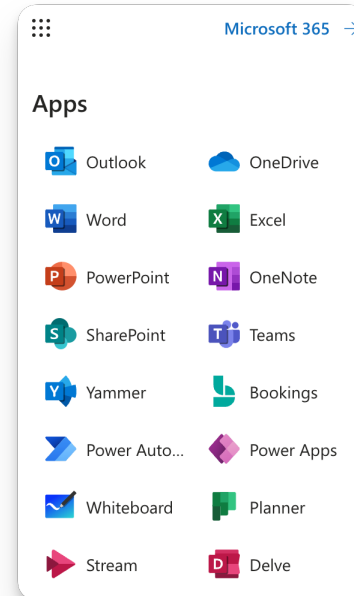 Microsoft 365 →
Apps
O Outlook
OneDrive
W Word
X Excel
P PowerPoint
N OneNote
S SharePoint
T Teams
Y Yammer
Bookings
Power Auto...
Power Apps
Whiteboard
Planner
Stream
D Delve